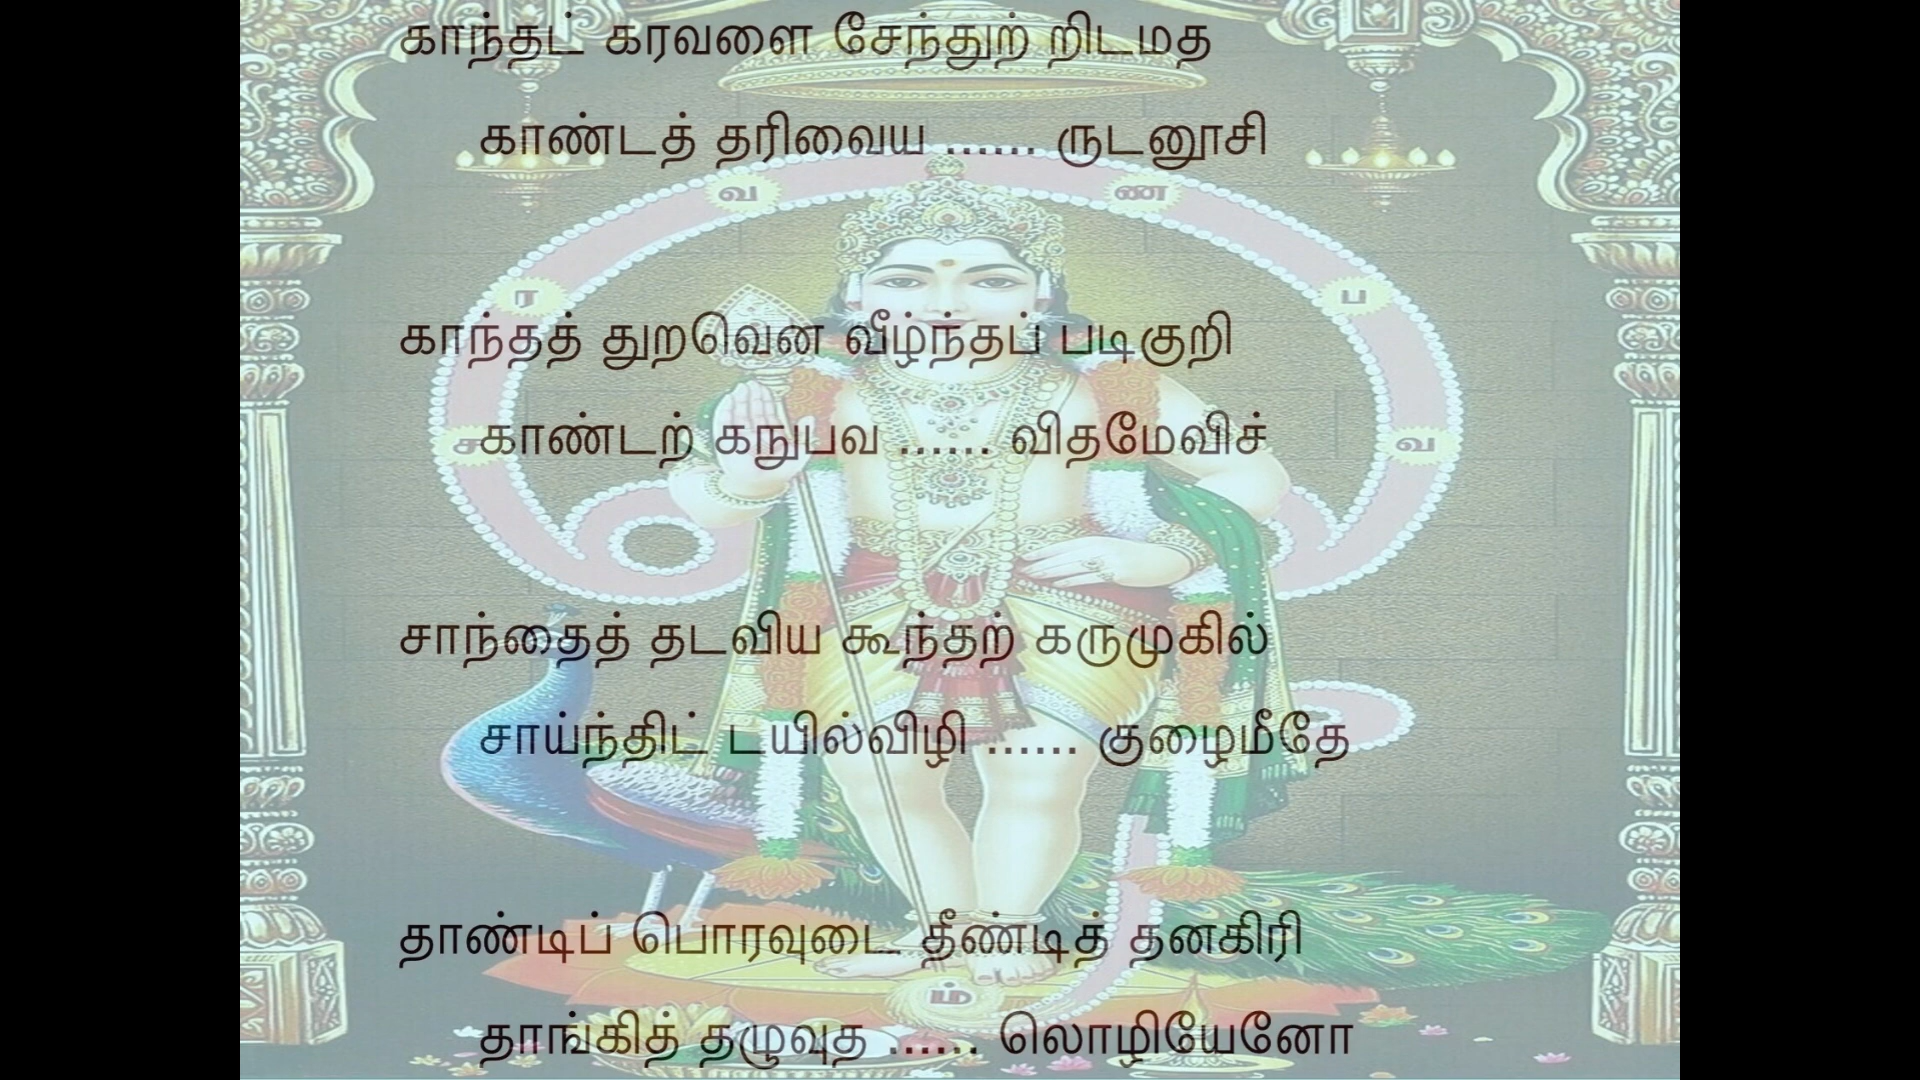 காந்தட் கரவளை சேந்துற் றிடமத
காண்டத் தரிவைய ...... ருடனூசி
வ ண
ர ப
காந்தத் துறவென வீழ்ந்தப் படிகுறி
ச காண்டற் கநுபவ ...... விதமேவிச் வ
சாந்தைத் தடவிய கூந்தற் கருமுகில்
சாய்ந்திட் டயில்விழி ...... குழைமீதே
தாண்டிப் பொரவுடை தீண்டித் தனகிரி
ம்
தாங்கித் தழுவுத ...... லொழியேனோ